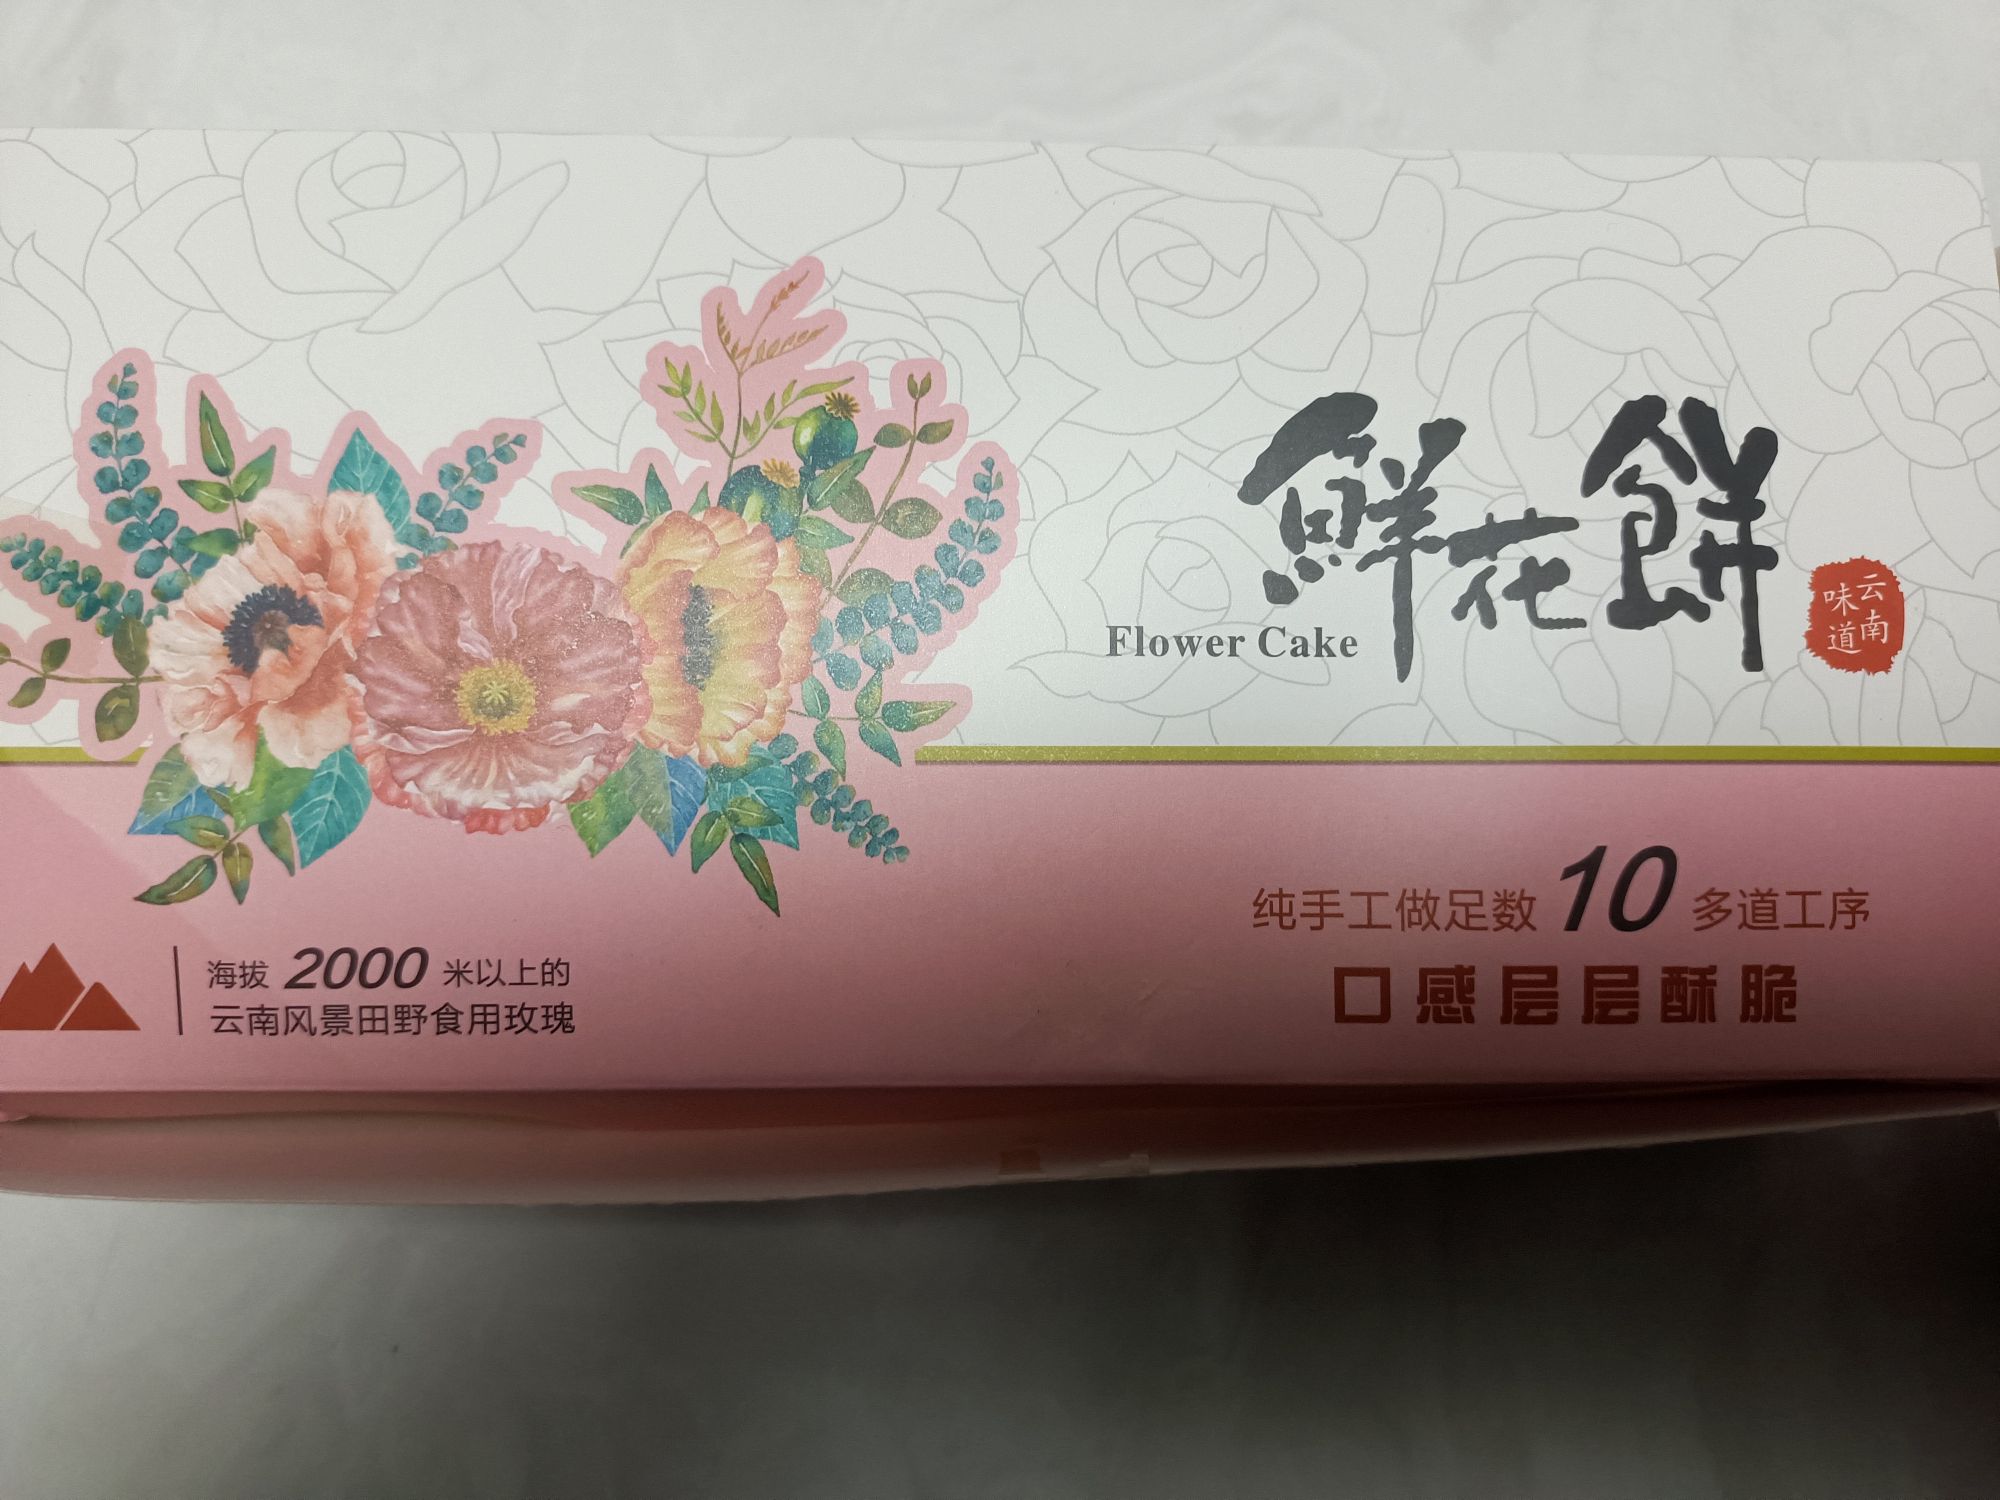 鮮花餅
Flower Cake
云南
味道
海拔 2000 米以上的
云南风景田野食用玫瑰
纯手工做足数 10 多道工序
口感层层酥脆